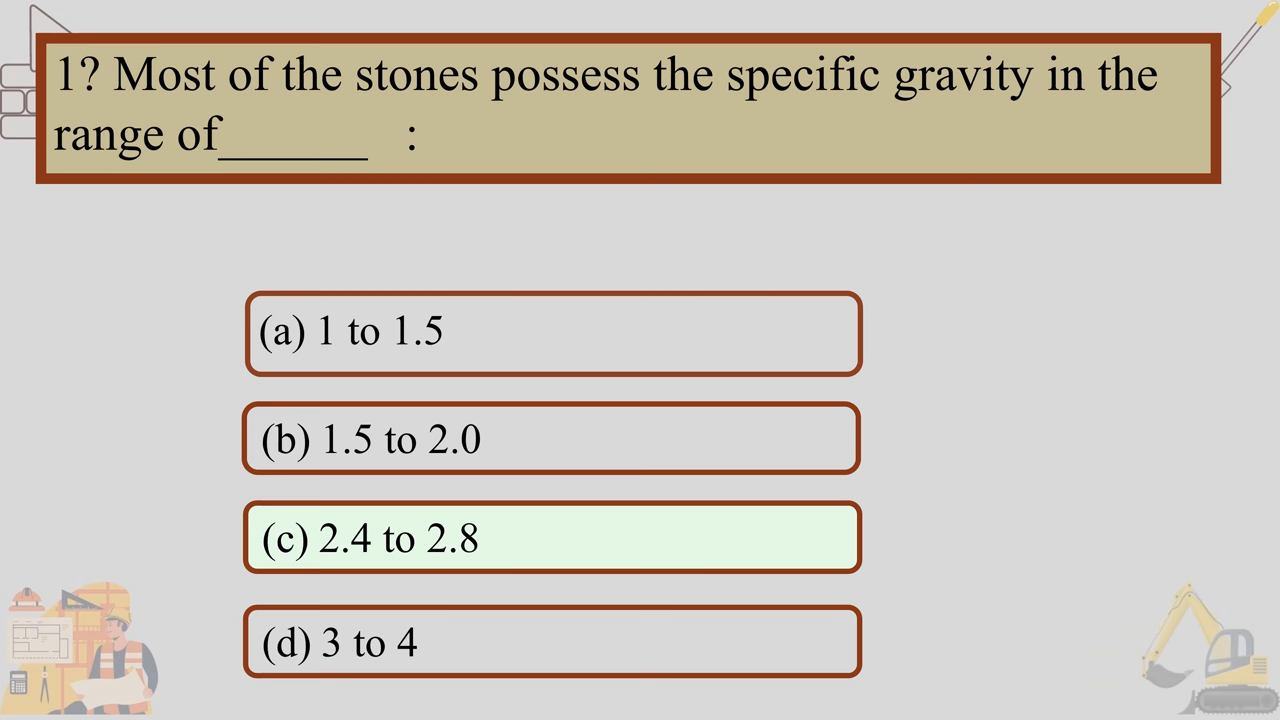 1? Most of the stones possess the specific gravity in the
range of______ :
(a) 1 to 1.5
(b) 1.5 to 2.0
(c) 2.4 to 2.8
(d) 3 to 4